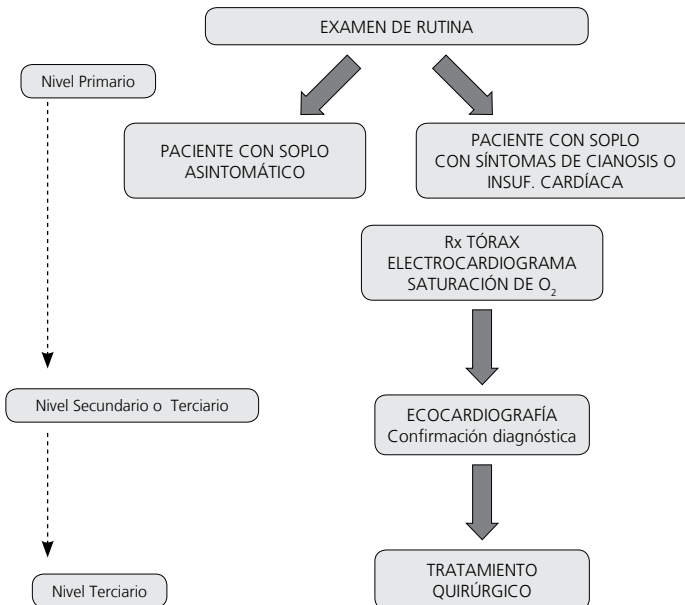 EXAMEN DE RUTINA
Nivel Primario
PACIENTE CON SOPLO
ASINTOMÁTICO
PACIENTE CON SOPLO
CON SÍNTOMAS DE CIANOSIS O
INSUF. CARDÍACA
Rx TÓRAX
ELECTROCARDIOGRAMA
SATURACIÓN DE O₂
Nivel Secundario o Terciario
ECOCARDIOGRAFÍA
Confirmación diagnóstica
Nivel Terciario
TRATAMIENTO
QUIRÚRGICO